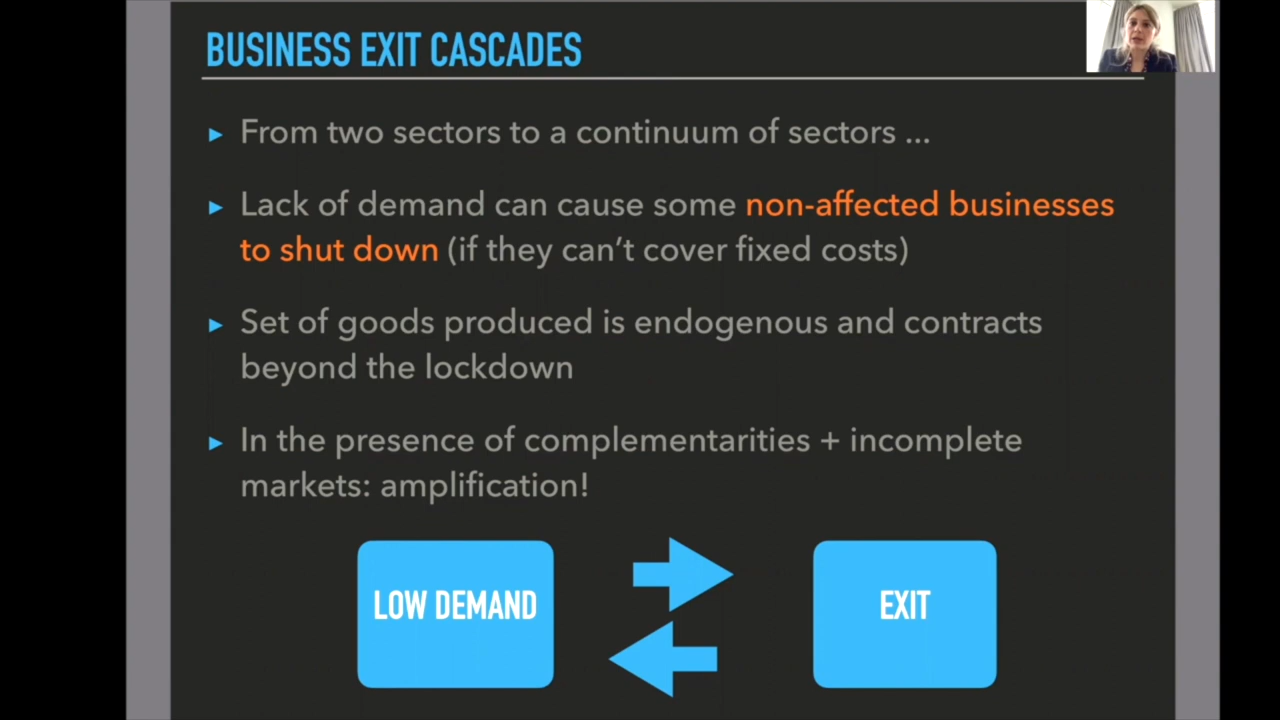 BUSINESS EXIT CASCADES
▸ From two sectors to a continuum of sectors ...
▸ Lack of demand can cause some non-affected businesses
to shut down (if they can't cover fixed costs)
▸ Set of goods produced is endogenous and contracts
beyond the lockdown
▸ In the presence of complementarities + incomplete
markets: amplification!
LOW DEMAND
EXIT